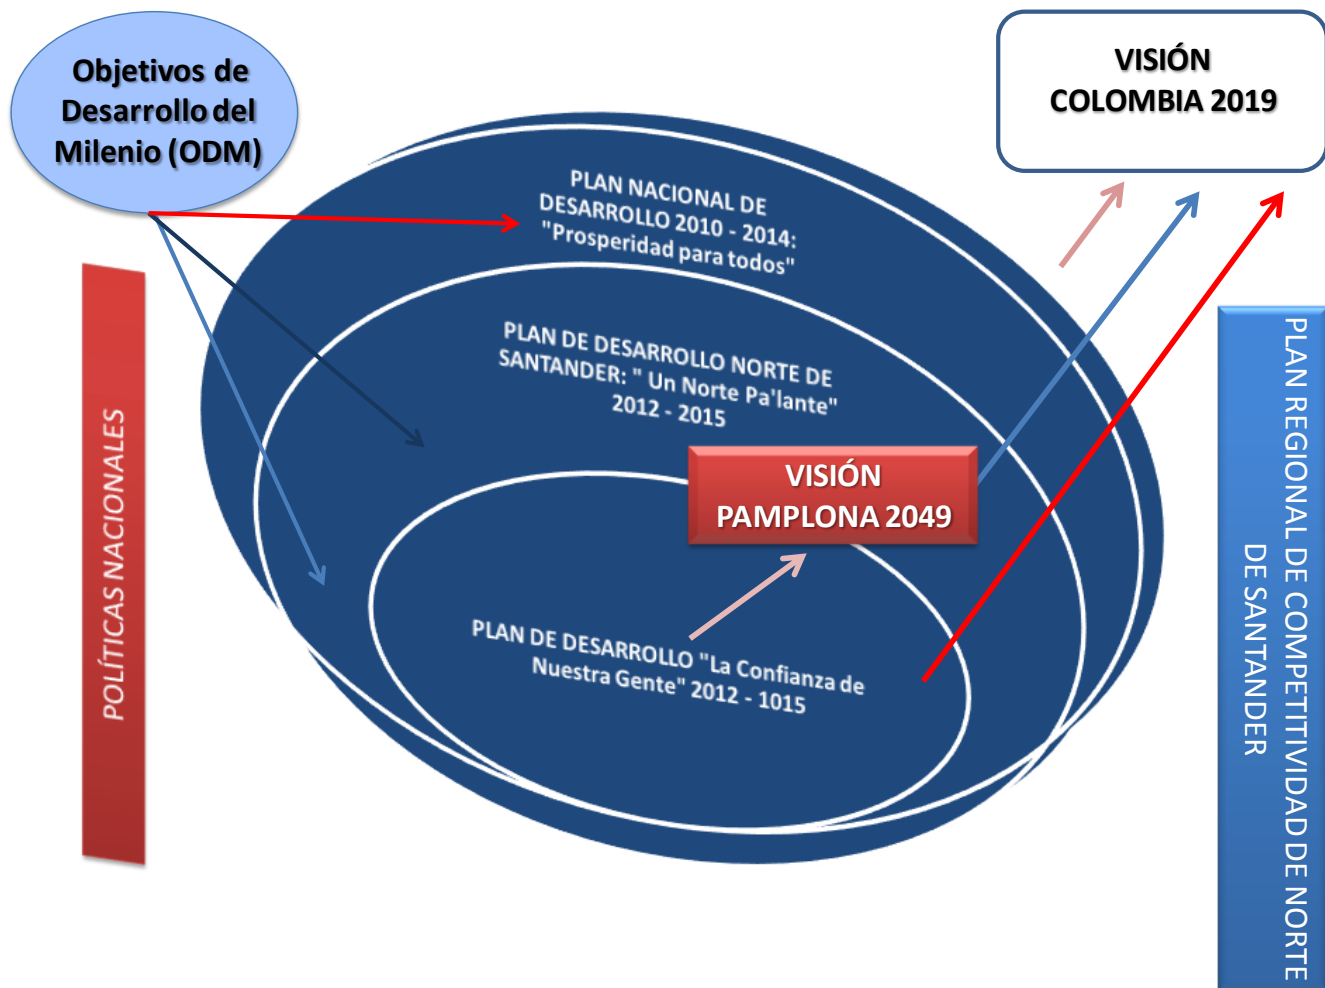 Objetivos de
Desarrollo del
Milenio (ODM)
VISIÓN
COLOMBIA 2019
PLAN NACIONAL DE
DESARROLLO 2010 - 2014:
"Prosperidad para todos"
PLAN DE DESARROLLO NORTE DE
SANTANDER: " Un Norte Pa'lante"
2012 - 2015
VISIÓN
PAMPLONA 2049
PLAN DE DESARROLLO "La Confianza de
Nuestra Gente" 2012 - 1015
POLÍTICAS NACIONALES
PLAN REGIONAL DE COMPETITIVIDAD DE NORTE
DE SANTANDER